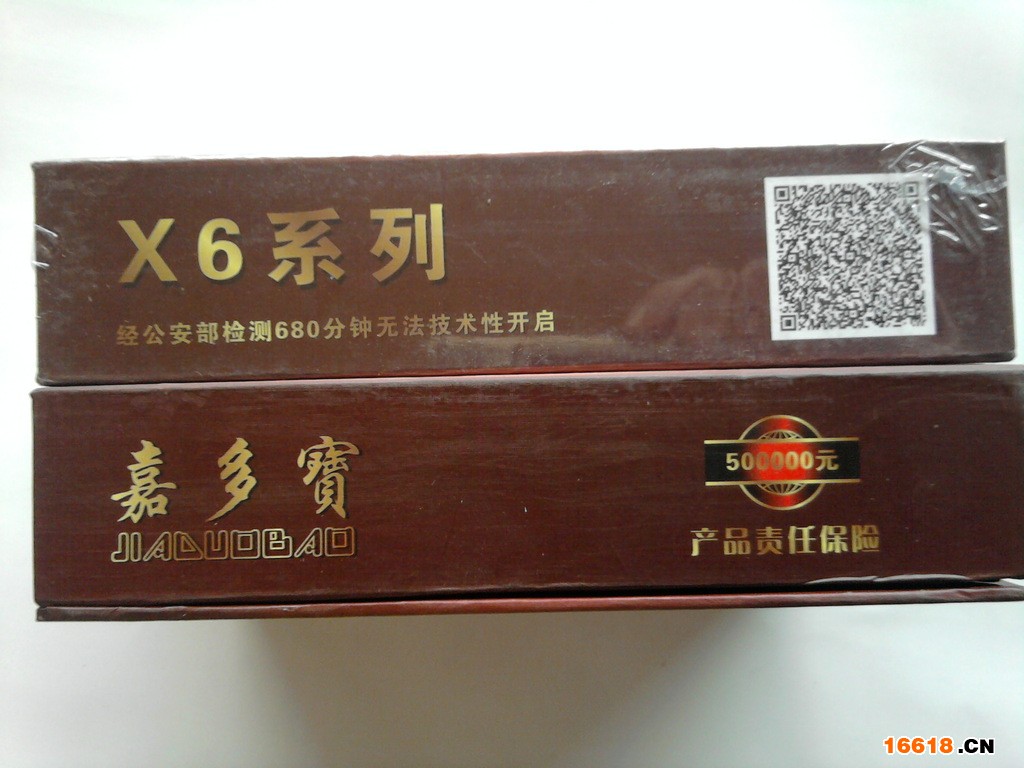 X6系列
经公安部检测680分钟无法技术性开启
嘉多寶
JIADUOBAO
500000元
产品责任保险
16618.CN